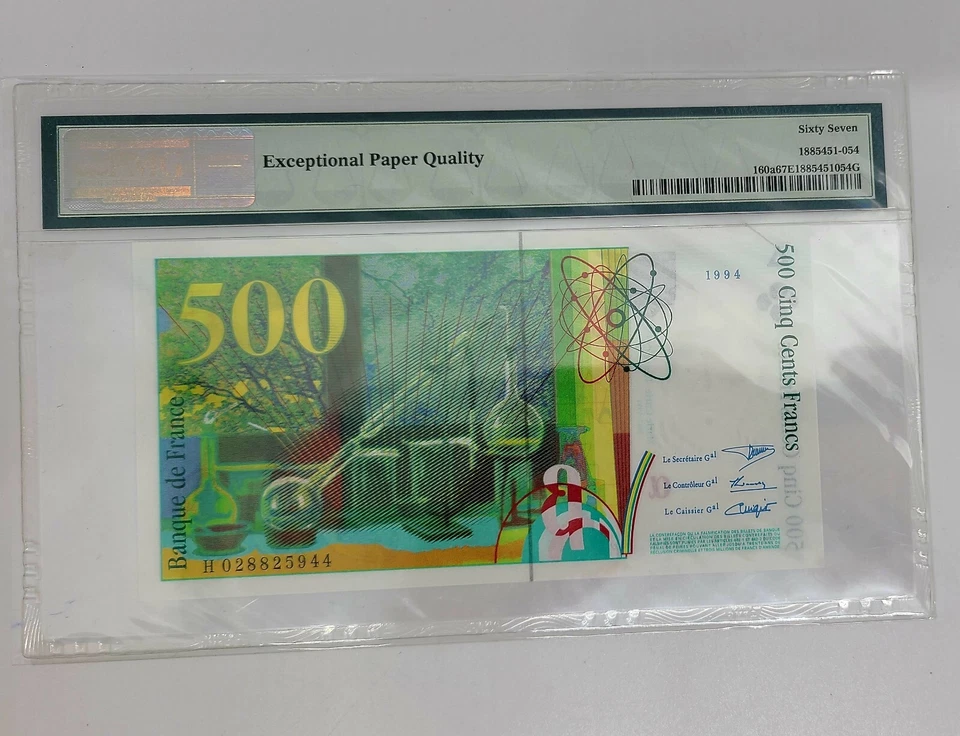 Exceptional Paper Quality
Sixty Seven
1885451-054
160a67E1885451054G
500
Banque de France
H 028825944
1994
500 Cinq Cents Francs
Le Secrétaire Gal
Le Contrôleur Gal
Le Caissier Gal